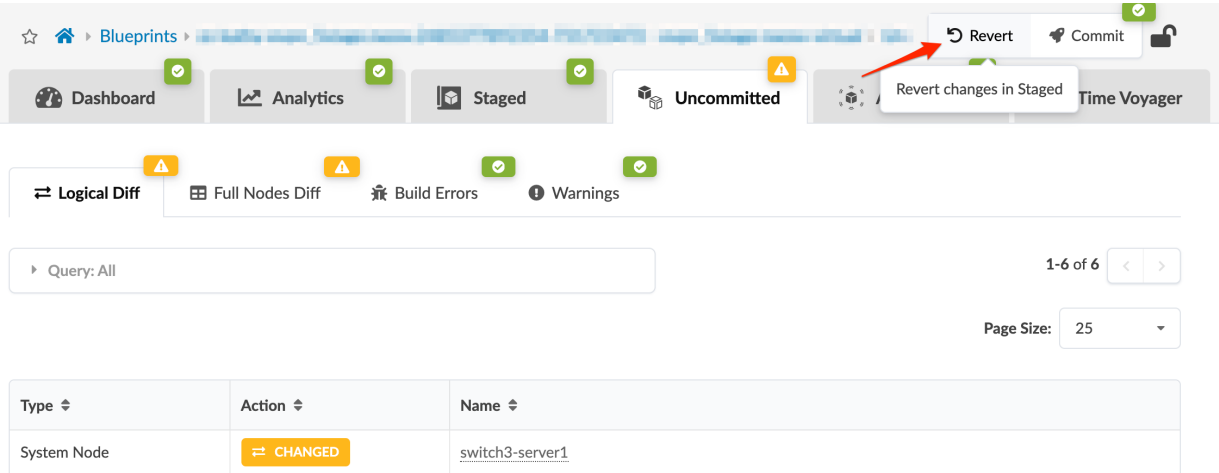 Blueprints
Revert
Commit
Revert changes in Staged
Dashboard
Analytics
Staged
Uncommitted
Time Voyager
Logical Diff
Full Nodes Diff
Build Errors
Warnings
Query: All
1-6 of 6
Page Size: 25
Type Action Name
System Node CHANGED switch3-server1